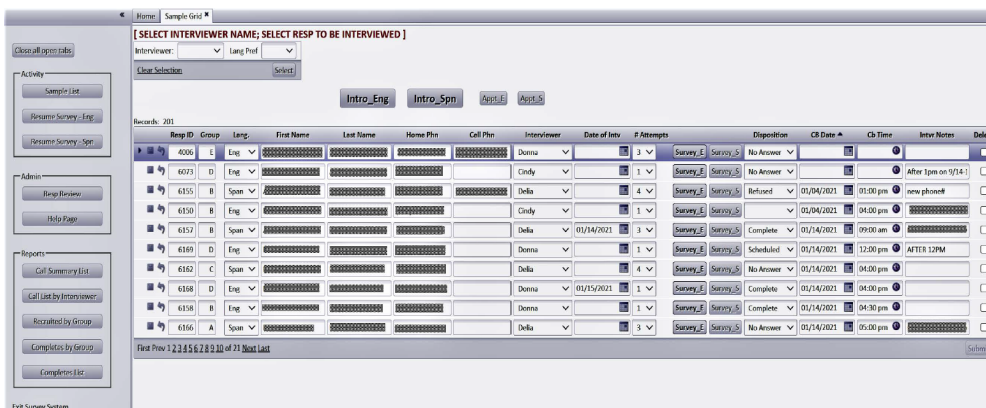 « Home Sample Grid ✖
[ SELECT INTERVIEWER NAME; SELECT RESP TO BE INTERVIEWED ]
Close all open tabs
Interviewer: Lang Pref
Clear Selection Select
Activity
Sample List
Resume Survey - Eng
Resume Survey - Spn
Intro_Eng Intro_Spn Appt_E Appt_S
Records: 201
Resp ID Group Lang. First Name Last Name Home Phn Cell Phn Interviewer Date of Intv # Attempts Disposition CB Date Cb Time Intvr Notes Dele
4006 E Eng Donna 3 Survey_E Survey_S No Answer
6073 D Eng Cindy 1 Survey_E Survey_S No Answer After 1pm on 9/14-1
6155 B Span Delia 4 Survey_E Survey_S Refused 01/04/2021 01:00 pm new phone#
6150 B Eng Cindy 1 Survey_E Survey_S 01/04/2021 04:00 pm
6157 B Span Delia 01/14/2021 3 Survey_E Survey_S Complete 01/14/2021 09:00 am
6169 D Eng Donna 1 Survey_E Survey_S Scheduled 01/14/2021 12:00 pm AFTER 12PM
6162 C Span Delia 4 Survey_E Survey_S No Answer 01/14/2021 04:00 pm
6168 D Eng Donna 01/15/2021 1 Survey_E Survey_S Complete 01/14/2021 04:00 pm
6158 B Eng Donna 1 Survey_E Survey_S Complete 01/14/2021 04:30 pm
6166 A Span Delia 3 Survey_E Survey_S No Answer 01/14/2021 05:00 pm
First Prev 1 2 3 4 5 6 7 8 9 10 of 21 Next Last Subm
Admin
Resp Review
Help Page
Reports
Call Summary List
Call List by Interviewer
Recruited by Group
Completes by Group
Completes List
Exit Survey System